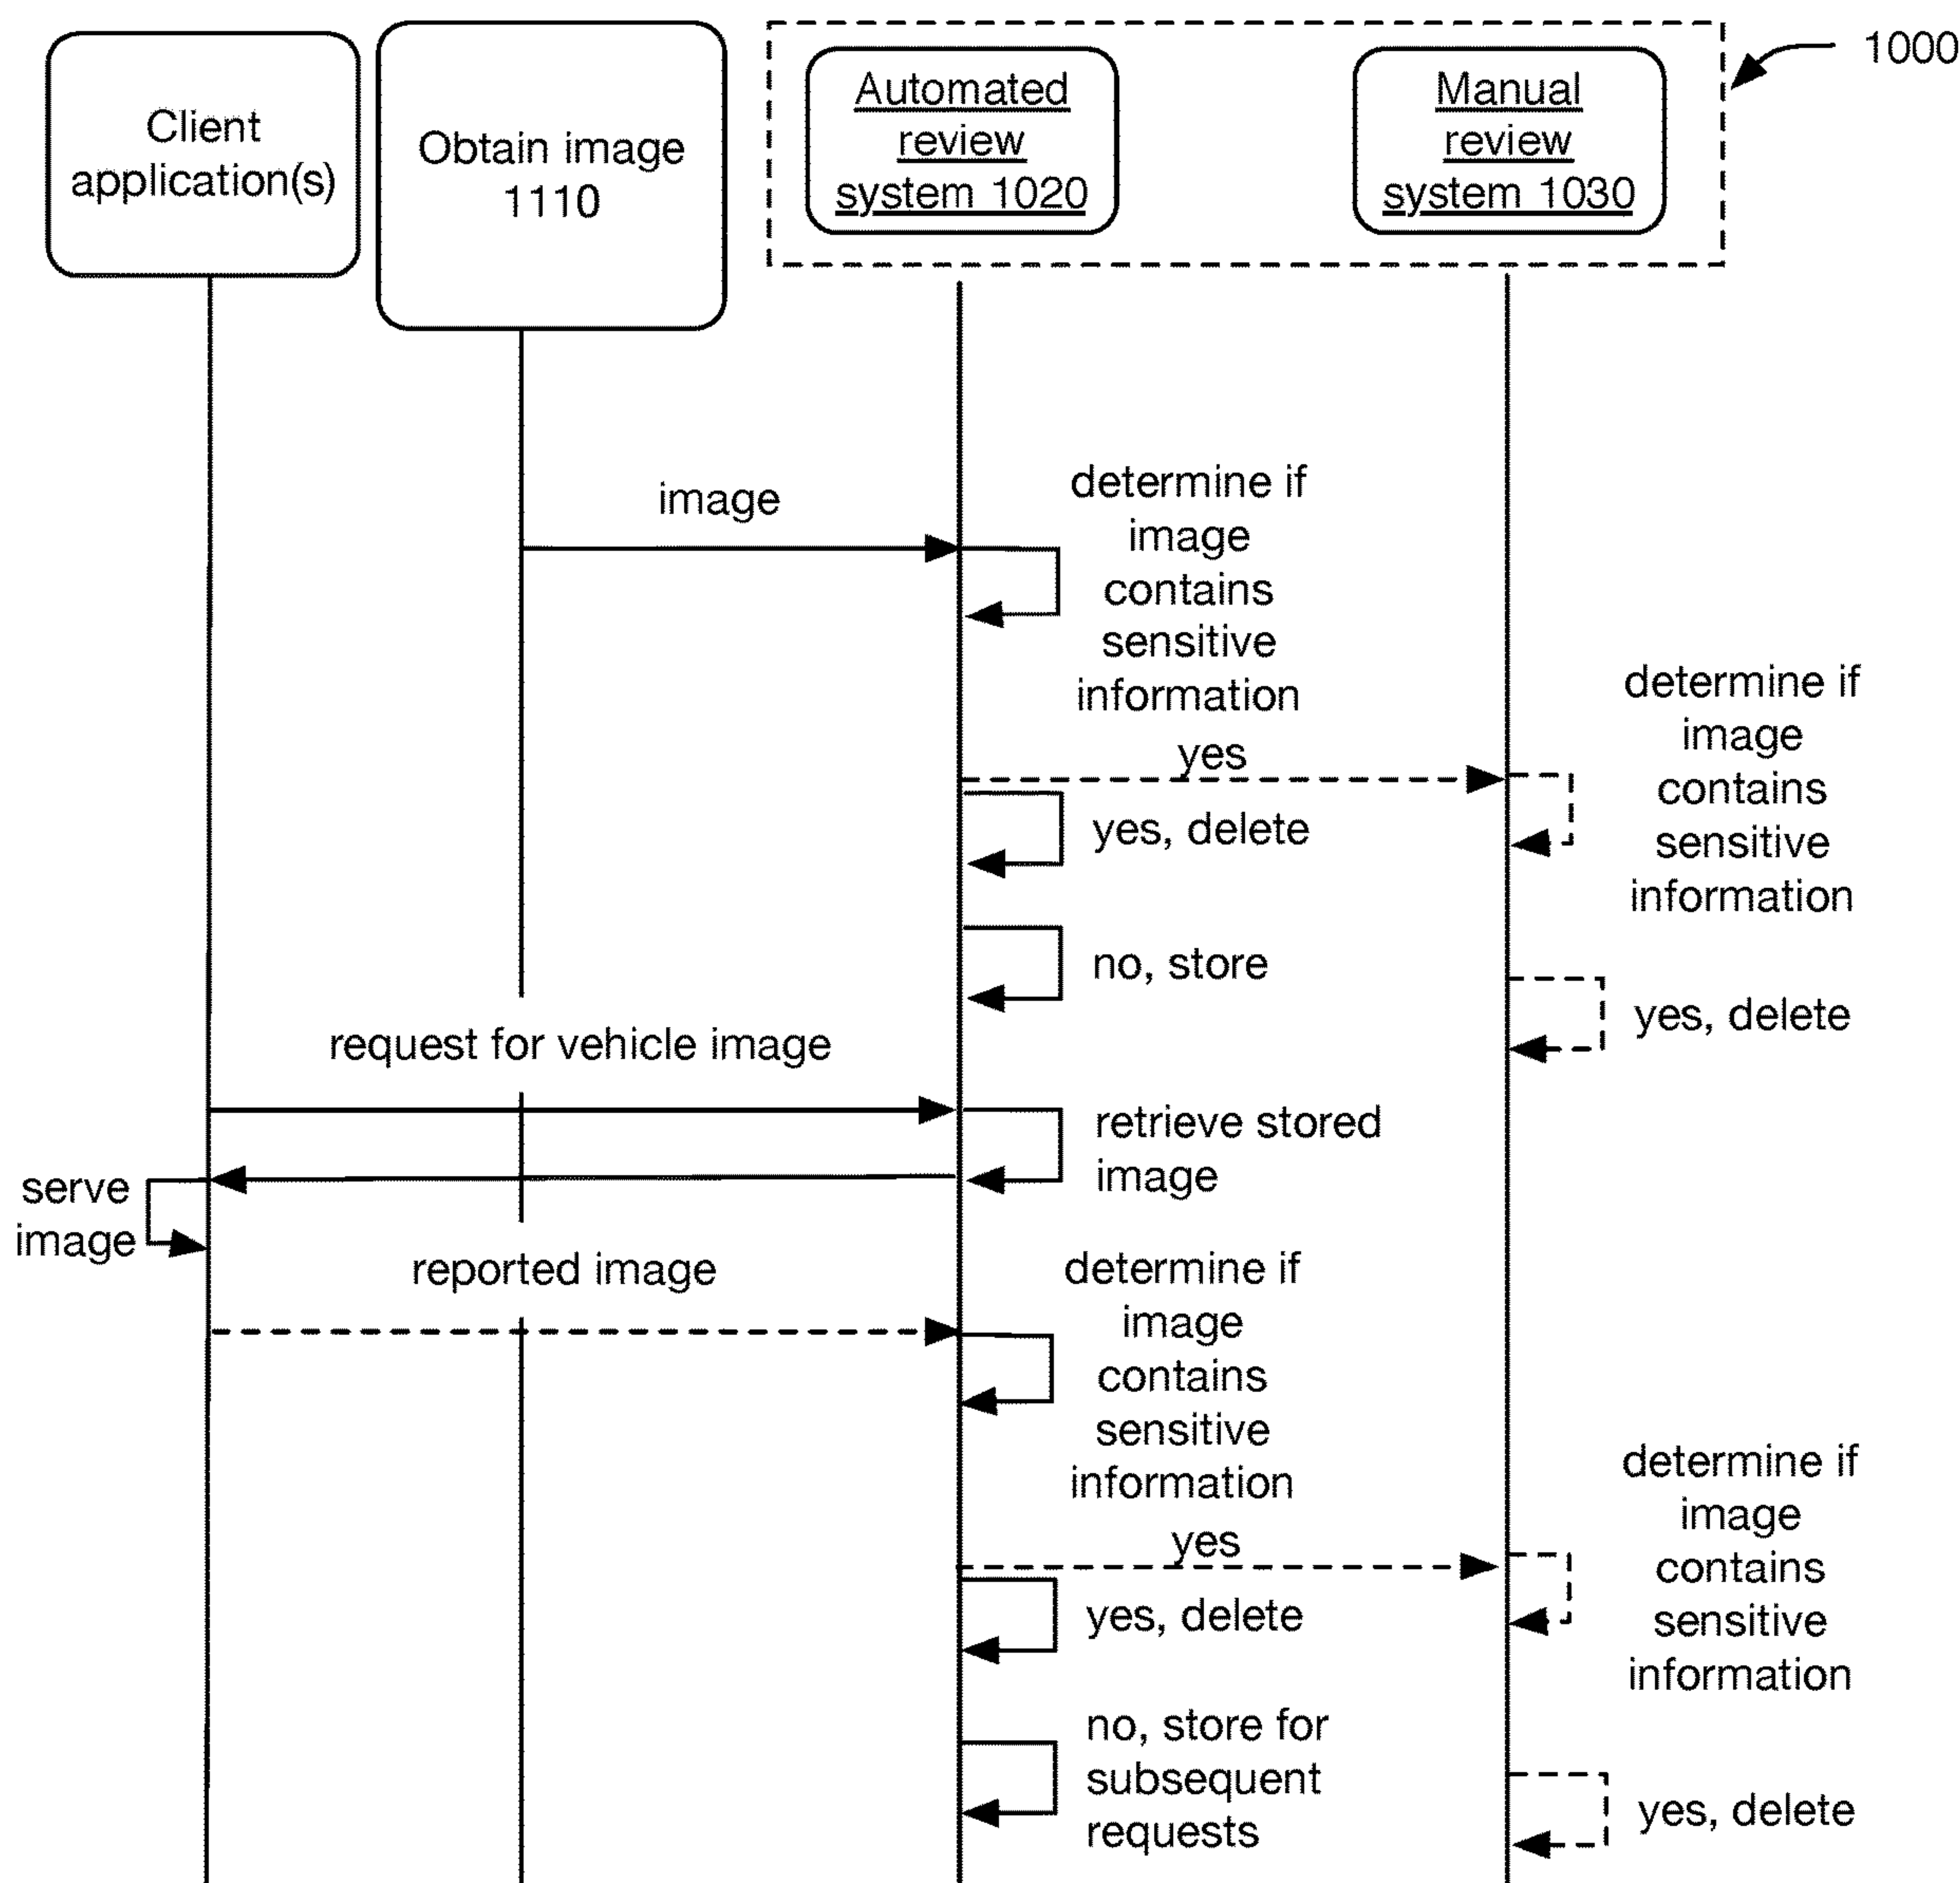 Client
application(s)
Obtain image
1110
Automated
review
system 1020
Manual
review
system 1030
1000
image
determine if
image
contains
sensitive
information
yes
determine if
image
contains
sensitive
information
yes, delete
no, store
yes, delete
request for vehicle image
retrieve stored
image
serve
image
reported image
determine if
image
contains
sensitive
information
yes
determine if
image
contains
sensitive
information
yes, delete
no, store for
subsequent
requests
yes, delete